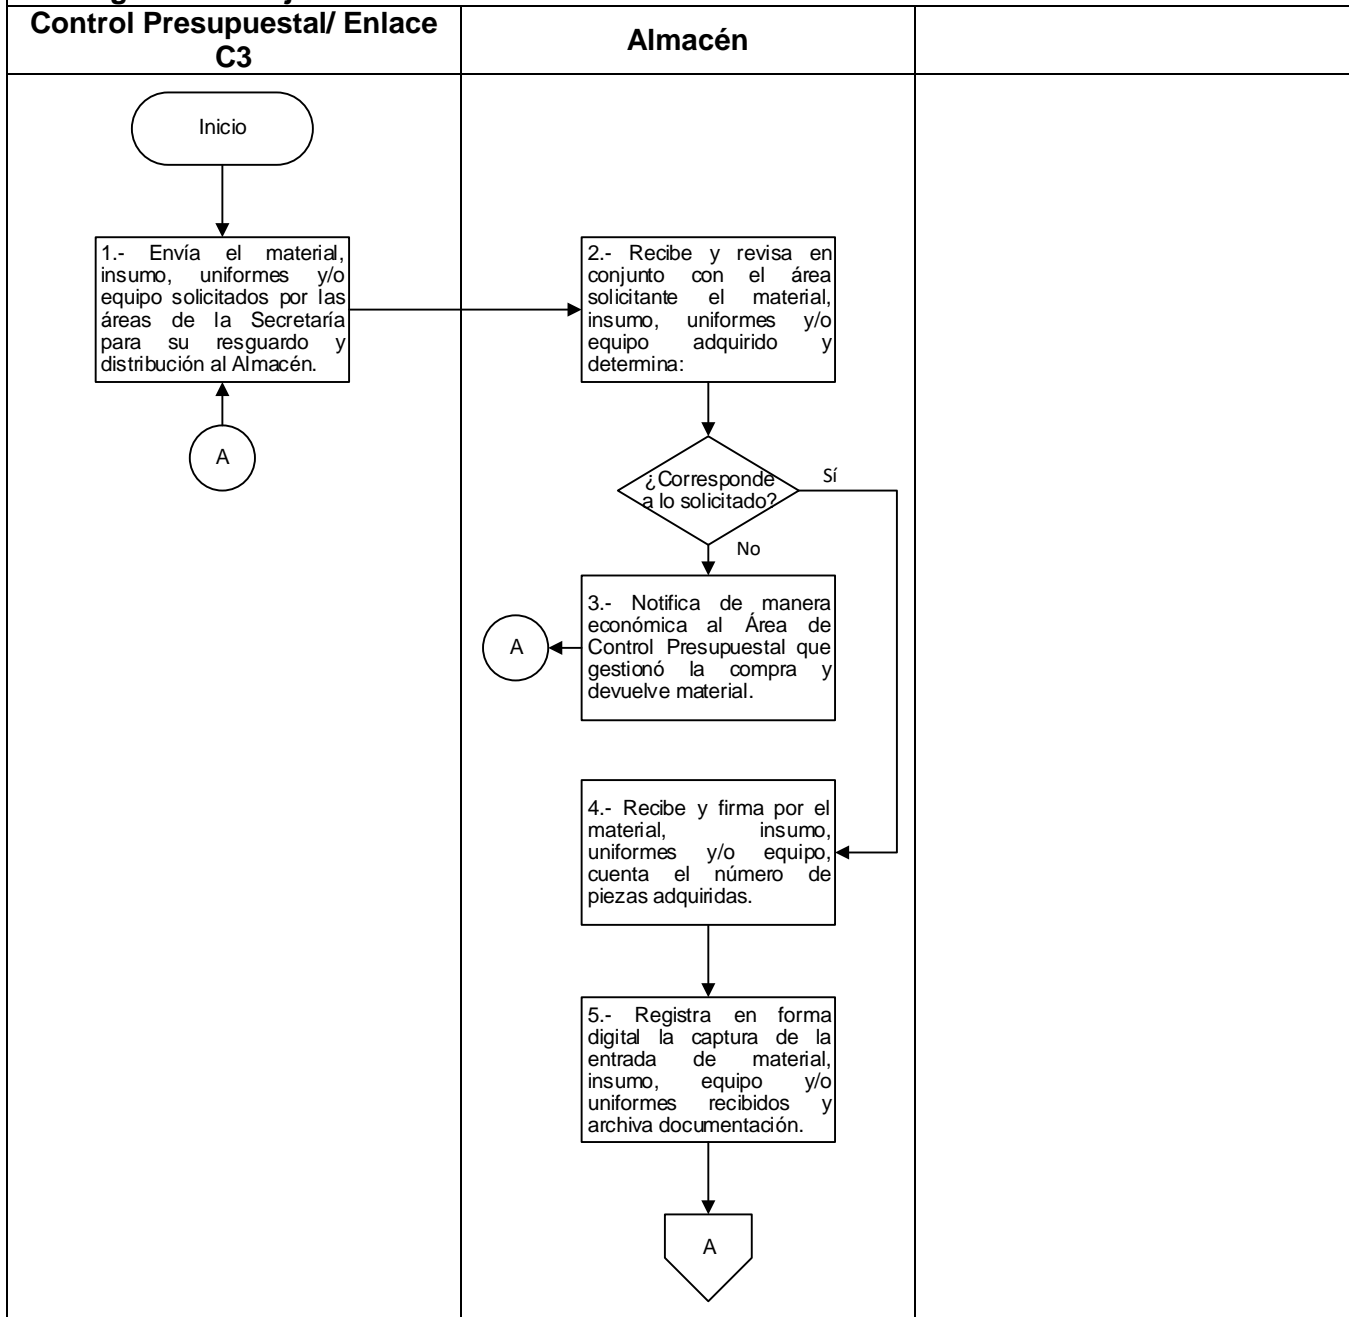 Control Presupuestal/ Enlace
C3
Almacén
Inicio
1.- Envía el material,
insumo, uniformes y/o
equipo solicitados por las
áreas de la Secretaría
para su resguardo y
distribución al Almacén.
2.- Recibe y revisa en
conjunto con el área
solicitante el material,
insumo, uniformes y/o
equipo adquirido y
determina:
A
¿Corresponde
a lo solicitado?
Sí
No
3.- Notifica de manera
económica al Área de
Control Presupuestal que
gestionó la compra y
devuelve material.
A
4.- Recibe y firma por el
material, insumo,
uniformes y/o equipo,
cuenta el número de
piezas adquiridas.
5.- Registra en forma
digital la captura de la
entrada de material,
insumo, equipo y/o
uniformes recibidos y
archiva documentación.
A